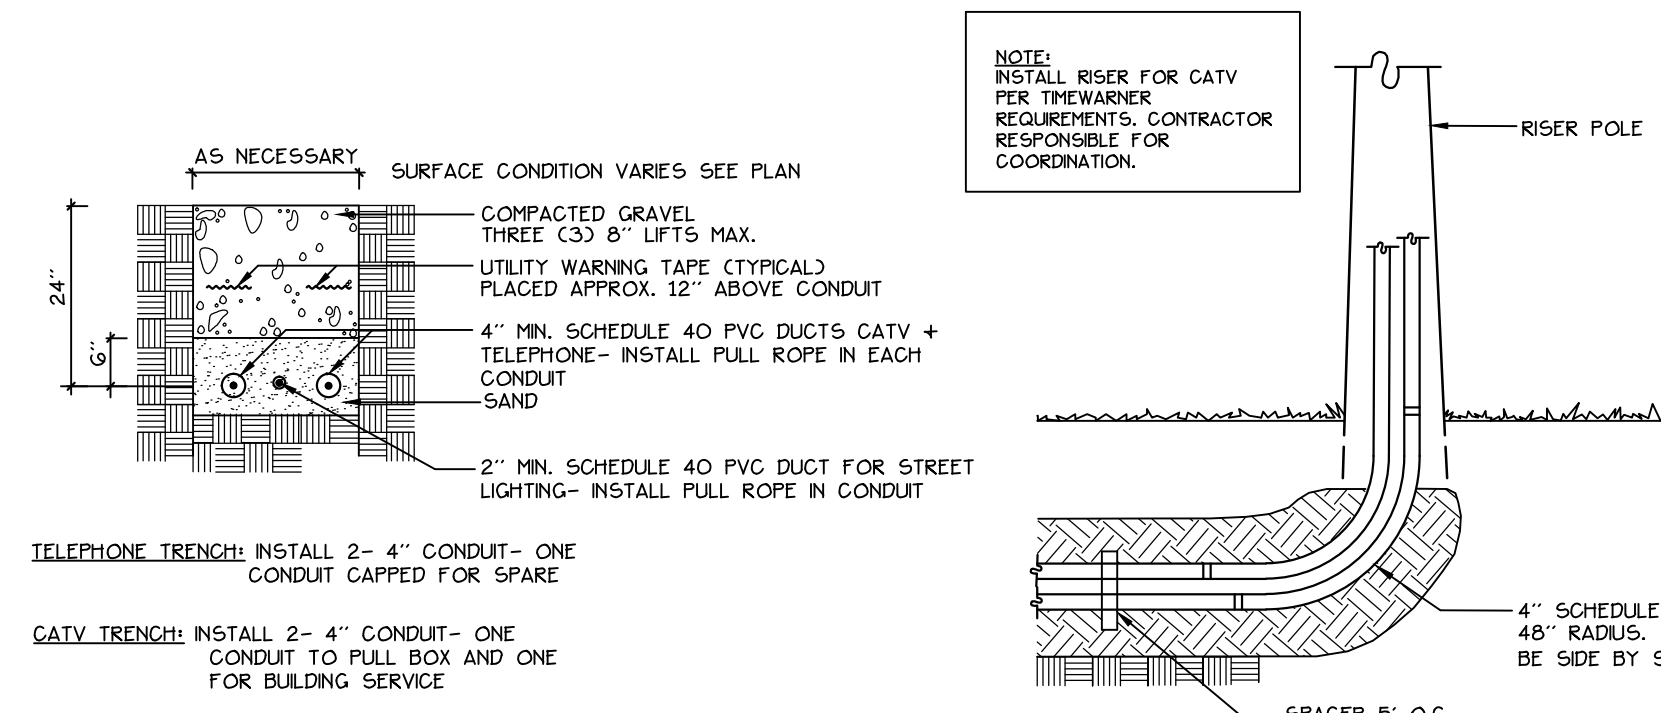 NOTE:
INSTALL RISER FOR CATV
PER TIMEWARNER
REQUIREMENTS. CONTRACTOR
RESPONSIBLE FOR
COORDINATION.
RISER POLE
AS NECESSARY
SURFACE CONDITION VARIES SEE PLAN
COMPACTED GRAVEL
THREE (3) 8" LIFTS MAX.
UTILITY WARNING TAPE (TYPICAL)
PLACED APPROX. 12" ABOVE CONDUIT
24"
6"
4" MIN. SCHEDULE 40 PVC DUCTS CATV +
TELEPHONE- INSTALL PULL ROPE IN EACH
CONDUIT
SAND
2" MIN. SCHEDULE 40 PVC DUCT FOR STREET
LIGHTING- INSTALL PULL ROPE IN CONDUIT
TELEPHONE TRENCH: INSTALL 2- 4" CONDUIT- ONE
CONDUIT CAPPED FOR SPARE
CATV TRENCH: INSTALL 2- 4" CONDUIT- ONE
CONDUIT TO PULL BOX AND ONE
FOR BUILDING SERVICE
4" SCHEDULE
48" RADIUS.
BE SIDE BY S
SPACER 5' O.C.